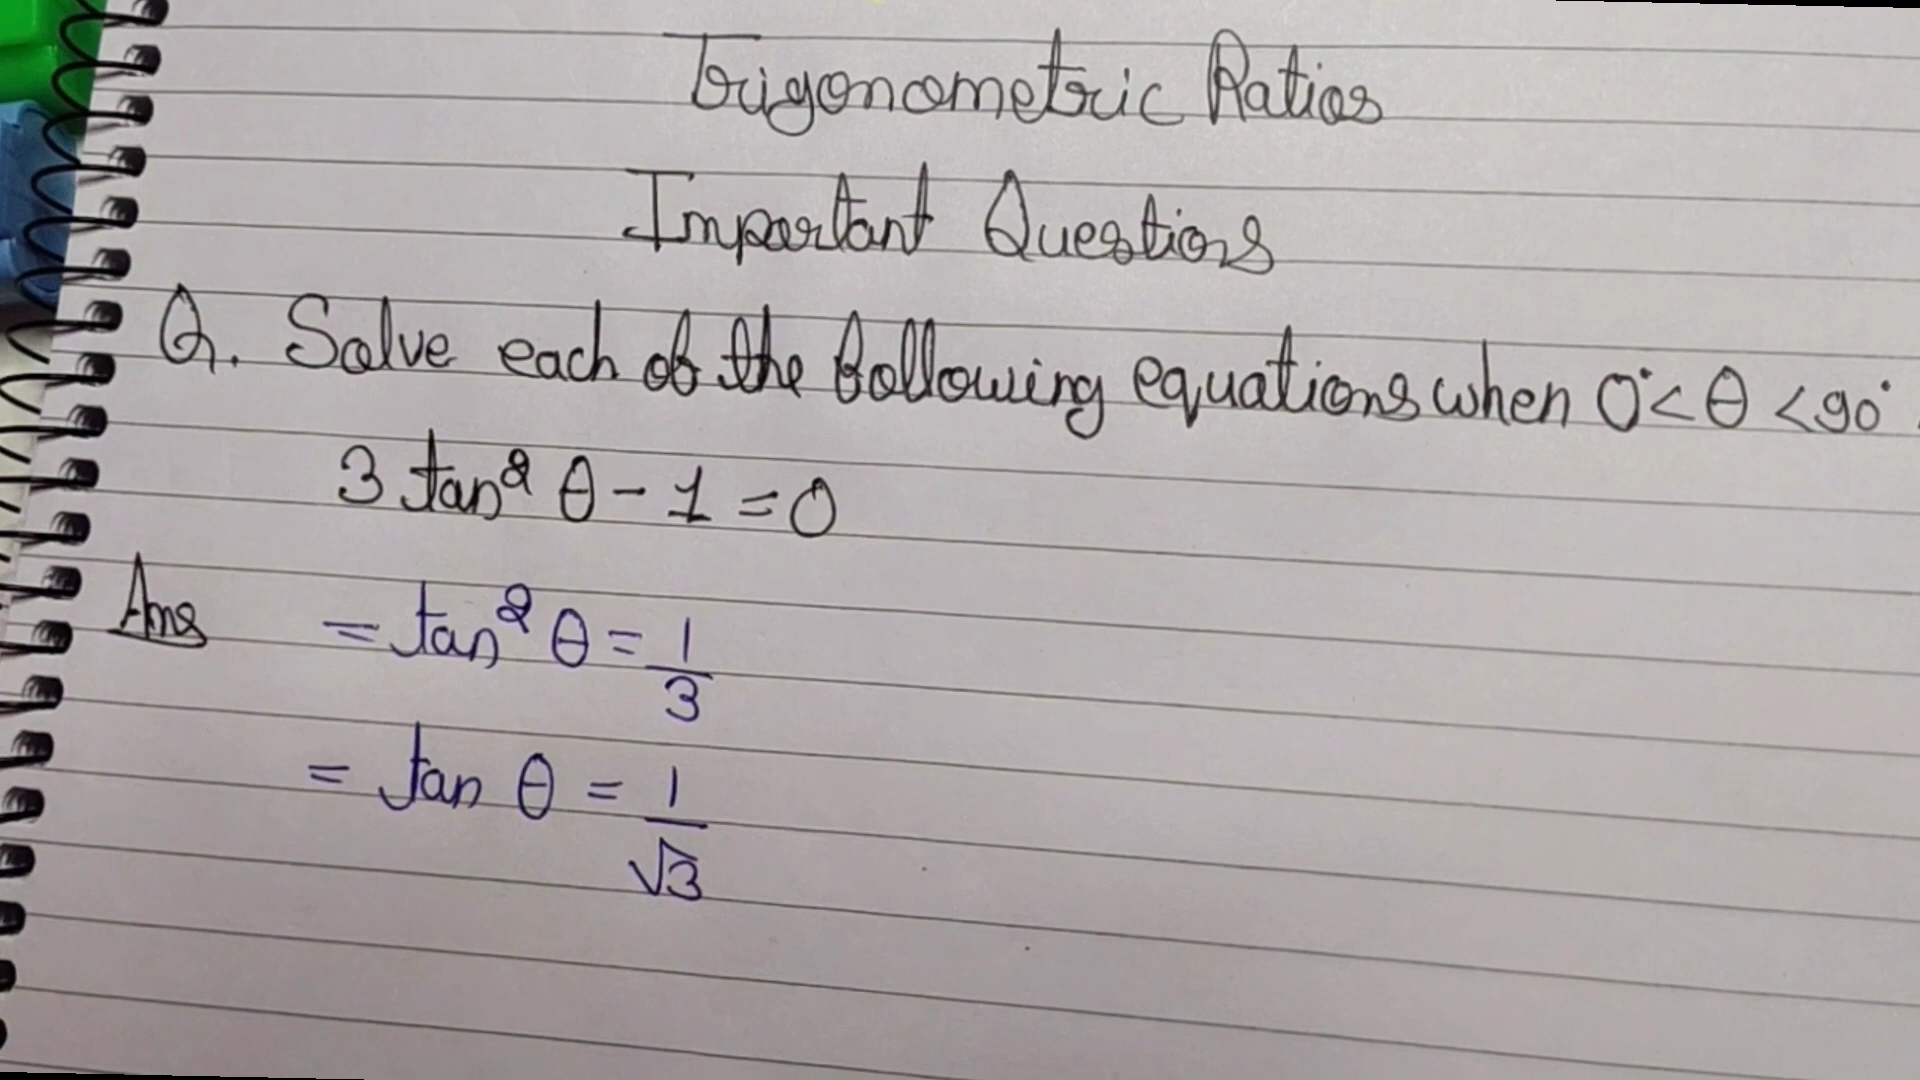 Trigonometric Ratios
Important Questions
Q. Solve each of the following equations when 0° < θ < 90°.
3 tan² θ - 1 = 0
Ans = tan² θ = 1/3
= tan θ = 1/√3